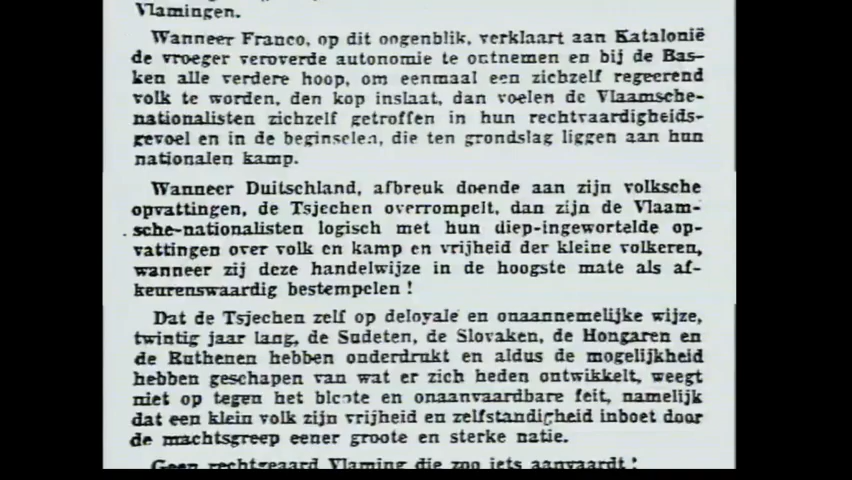 Vlamingen.
Wanneer Franco, op dit oogenblik, verklaart aan Katalonië
de vroeger veroverde autonomie te ontnemen en bij de Bas-
ken alle verdere hoop, om eenmaal een zichzelf regeerend
volk te worden, den kop inslaat, dan voelen de Vlaamsche-
nationalisten zichzelf getroffen in hun rechtvaardigheids-
gevoel en in de beginselen, die ten grondslag liggen aan hun
nationalen kamp.
Wanneer Duitschland, afbreuk doende aan zijn volksche
opvattingen, de Tsjechen overrompelt, dan zijn de Vlaam-
sche-nationalisten logisch met hun diep-ingewortelde op-
vattingen over volk en kamp en vrijheid der kleine volkeren,
wanneer zij deze handelwijze in de hoogste mate als af-
keurenswaardig bestempelen !
Dat de Tsjechen zelf op deloyale en onaannemelijke wijze,
twintig jaar lang, de Sudeten, de Slovaken, de Hongaren en
de Ruthenen hebben onderdrukt en aldus de mogelijkheid
hebben geschapen van wat er zich heden ontwikkelt, weegt
niet op tegen het bloote en onaanvaardbare feit, namelijk
dat een klein volk zijn vrijheid en zelfstandigheid inboet door
de machtsgreep eener groote en sterke natie.
Geen rechtgeaard Vlaming die zoo iets aanvaardt !